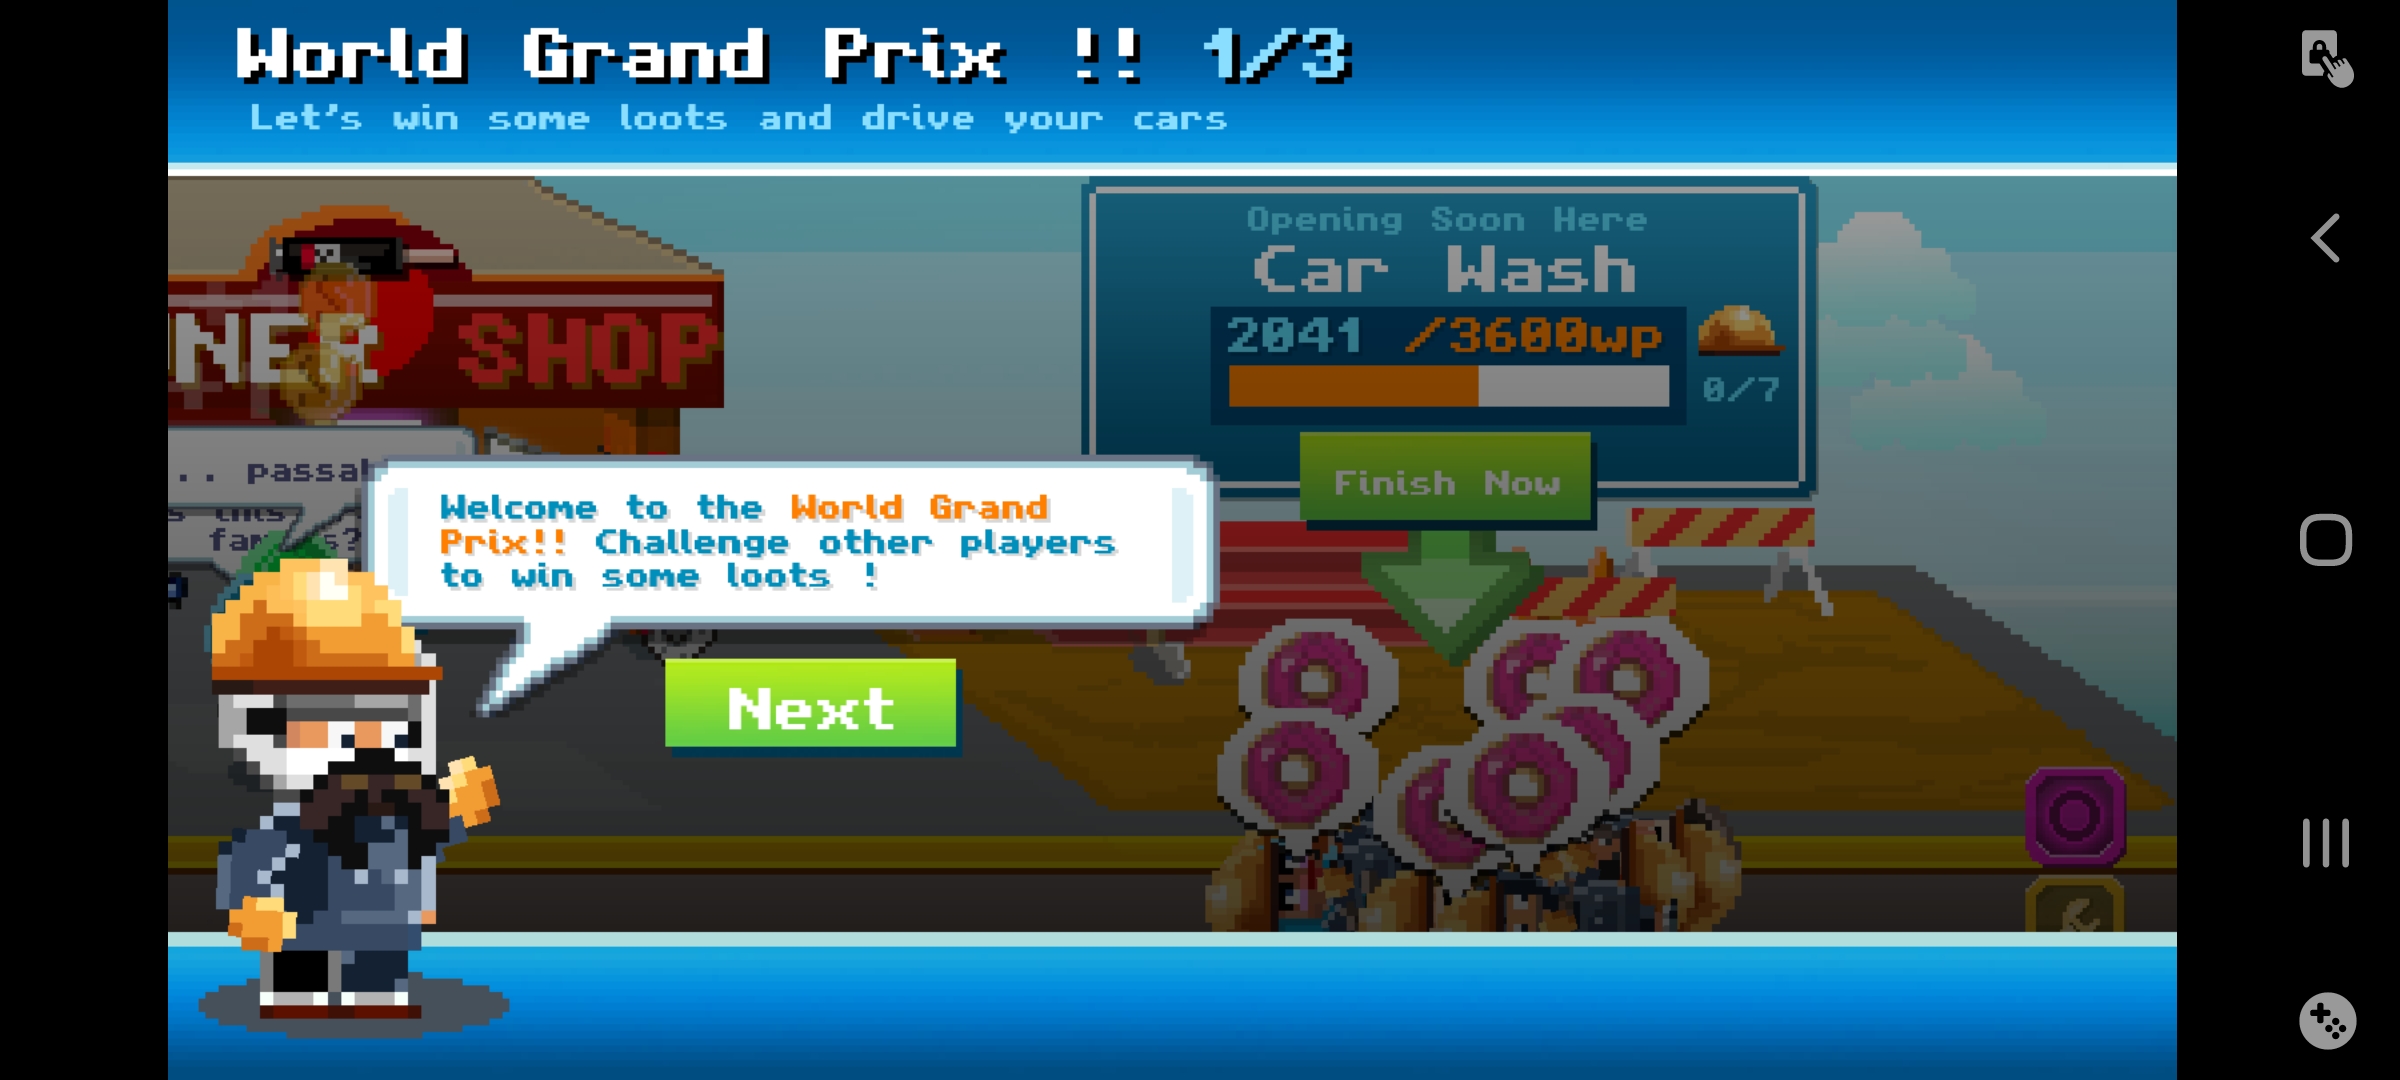 World Grand Prix !! 1/3
Let's win some loots and drive your cars
Opening Soon Here
Car Wash
2041 /3600wp
0/7
Finish Now
SHOP
.. passa
Welcome to the World Grand
Prix!! Challenge other players
to win some loots !
Next